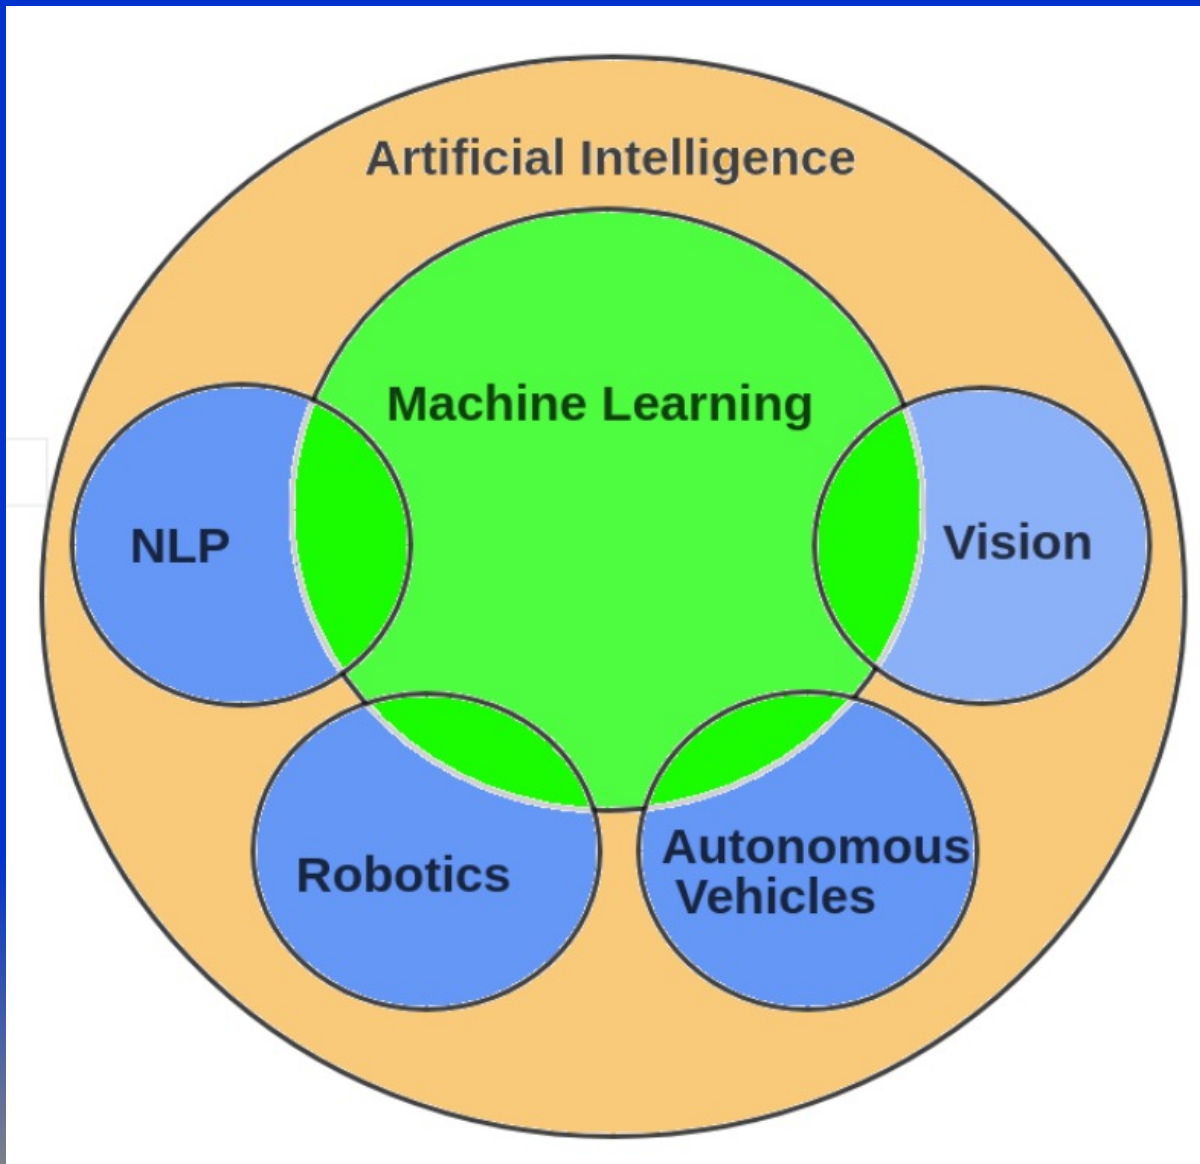 Artificial Intelligence
Machine Learning
NLP
Vision
Robotics
Autonomous
Vehicles